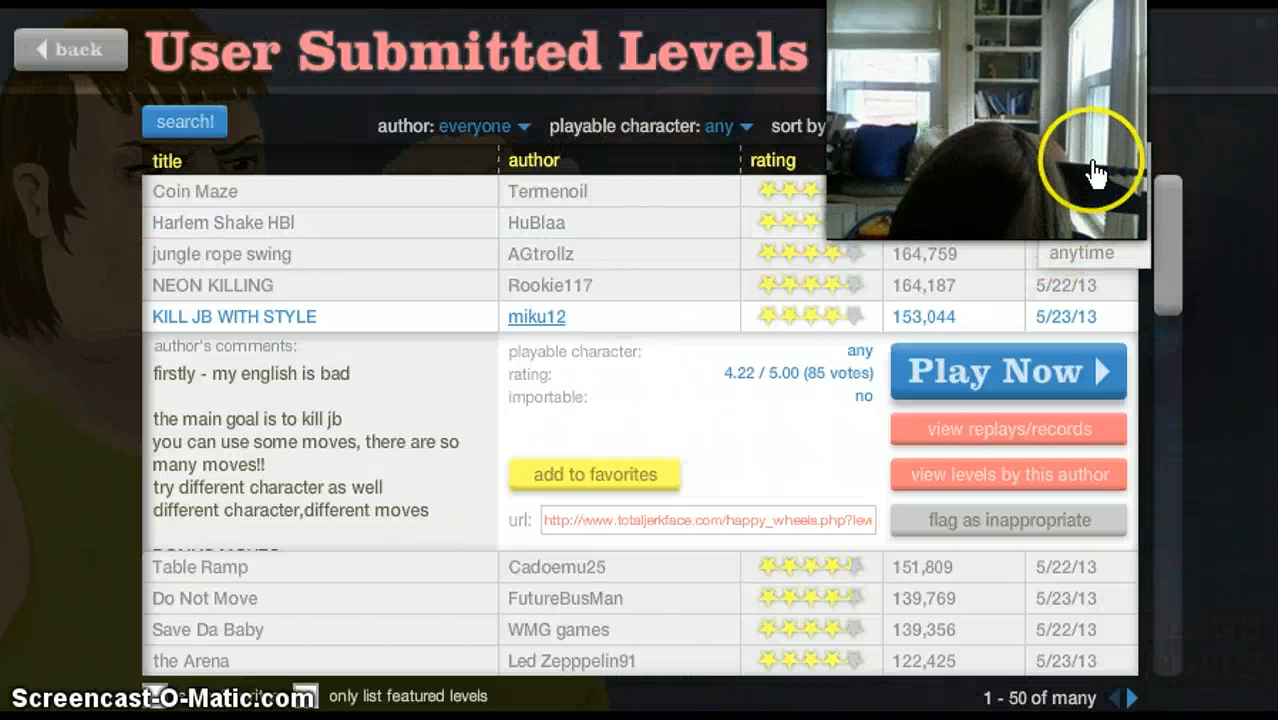 back
User Submitted Levels
search!
author: everyone playable character: any sort by
title author rating
Coin Maze Termenoil
Harlem Shake HBl HuBlaa
jungle rope swing AGtrollz 164,759 anytime
NEON KILLING Rookie117 164,187 5/22/13
KILL JB WITH STYLE miku12 153,044 5/23/13
author's comments:
firstly - my english is bad
the main goal is to kill jb
you can use some moves, there are so
many moves!!
try different character as well
different character,different moves
playable character: any
rating: 4.22 / 5.00 (85 votes)
importable: no
add to favorites
url: http://www.totaljerkface.com/happy_wheels.php?leve
Play Now
view replays/records
view levels by this author
flag as inappropriate
Table Ramp Cadoemu25 151,809 5/22/13
Do Not Move FutureBusMan 139,769 5/23/13
Save Da Baby WMG games 139,356 5/22/13
the Arena Led Zepppelin91 122,425 5/23/13
Screencast-O-Matic.com only list featured levels 1 - 50 of many